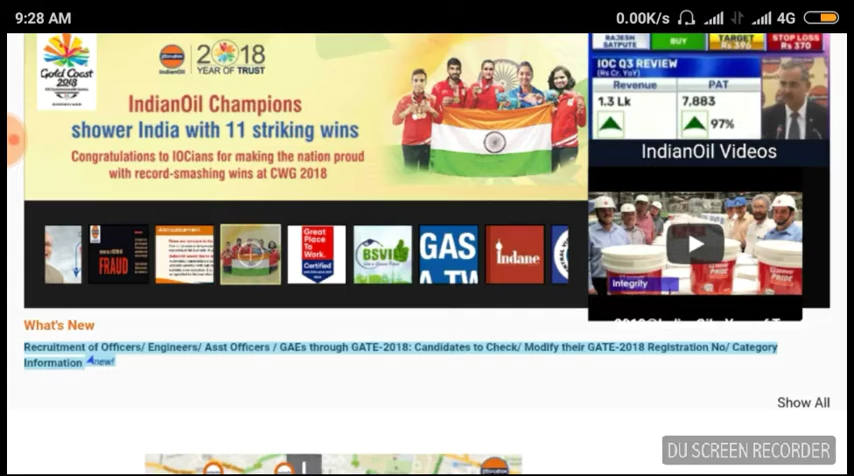 9:28 AM
0.00K/s
4G
Gold Coast
2018
IndianOil
2018
YEAR OF TRUST
IndianOil Champions
shower India with 11 striking wins
Congratulations to IOCians for making the nation proud
with record-smashing wins at CWG 2018
RAJESH
SATPUTE
BUY
TARGET
Rs 396
STOP LOSS
Rs 370
IOC Q3 REVIEW
(Rs Cr, YoY)
Revenue
PAT
1.3 Lk
7,883
97%
IndianOil Videos
FRAUD
Great
Place
To
Work.
Certified
BSVI
GAS
Indane
Integrity
PRIDE
PRIDE
What's New
Recruitment of Officers/ Engineers/ Asst Officers / GAEs through GATE-2018: Candidates to Check/ Modify their GATE-2018 Registration No/ Category
Information new!
Show All
DU SCREEN RECORDER